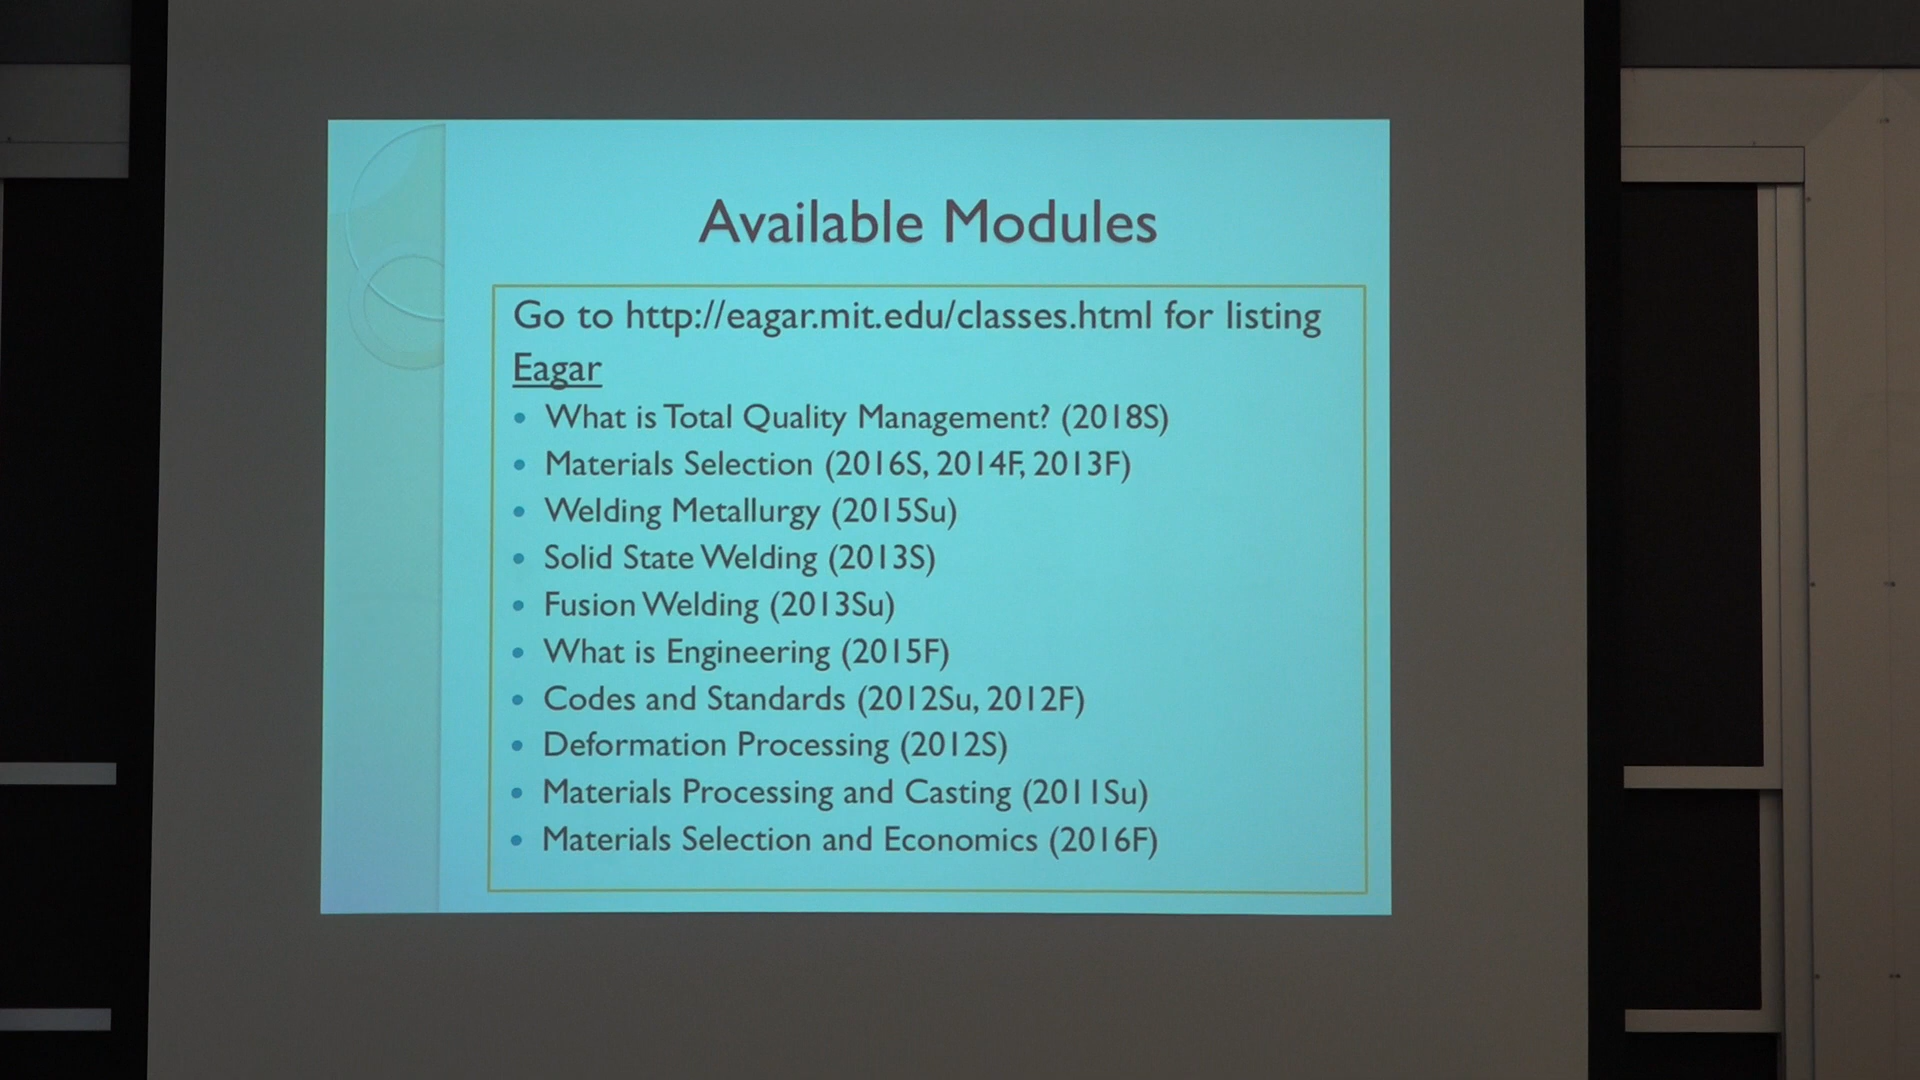 Available Modules
Go to http://eagar.mit.edu/classes.html for listing
Eagar
• What is Total Quality Management? (2018S)
• Materials Selection (2016S, 2014F, 2013F)
• Welding Metallurgy (2015Su)
• Solid State Welding (2013S)
• Fusion Welding (2013Su)
• What is Engineering (2015F)
• Codes and Standards (2012Su, 2012F)
• Deformation Processing (2012S)
• Materials Processing and Casting (2011Su)
• Materials Selection and Economics (2016F)